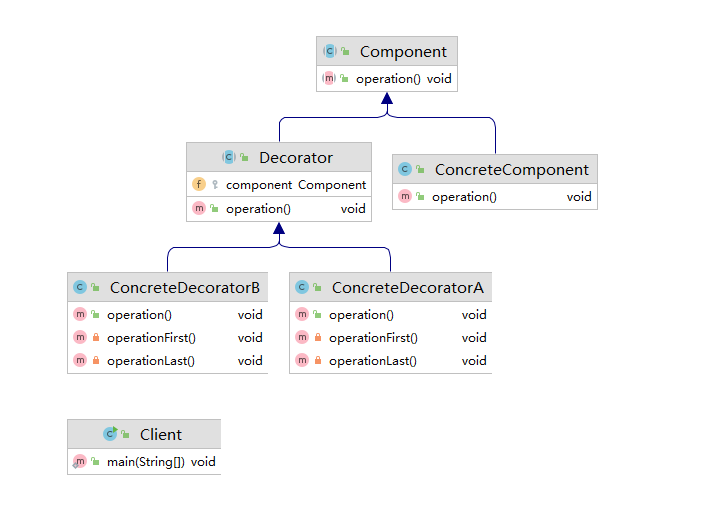 Component
operation() void
Decorator
component Component
operation() void
ConcreteComponent
operation() void
ConcreteDecoratorB
operation() void
operationFirst() void
operationLast() void
ConcreteDecoratorA
operation() void
operationFirst() void
operationLast() void
Client
main(String[]) void